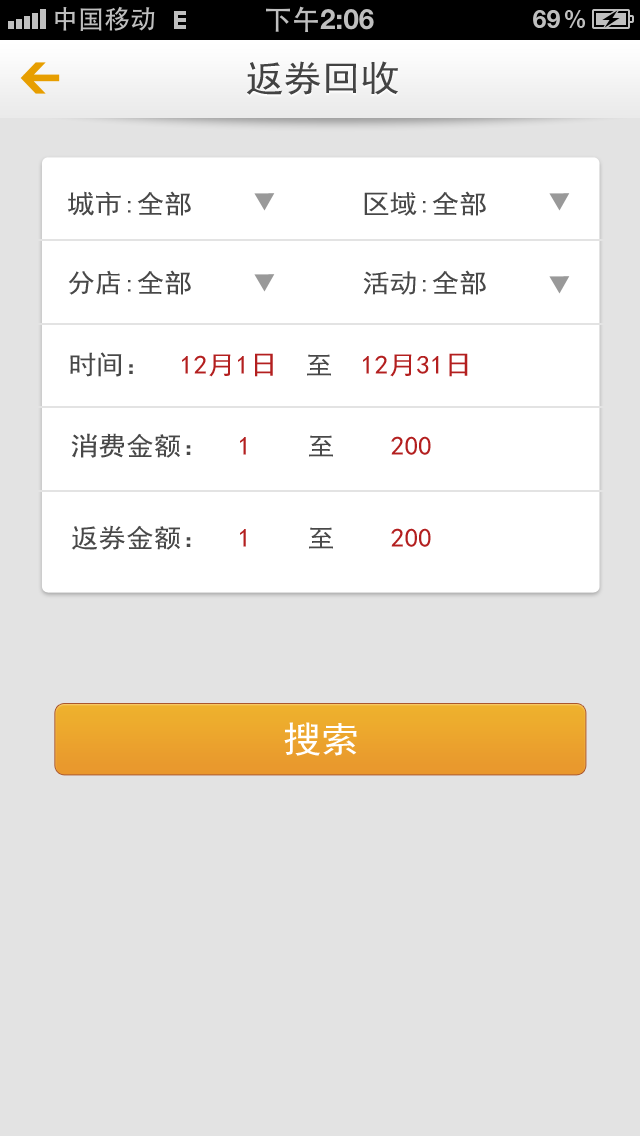 中国移动 E 下午2:06 69%
返券回收
城市:全部 区域:全部
分店:全部 活动:全部
时间： 12月1日 至 12月31日
消费金额： 1 至 200
返券金额： 1 至 200
搜索